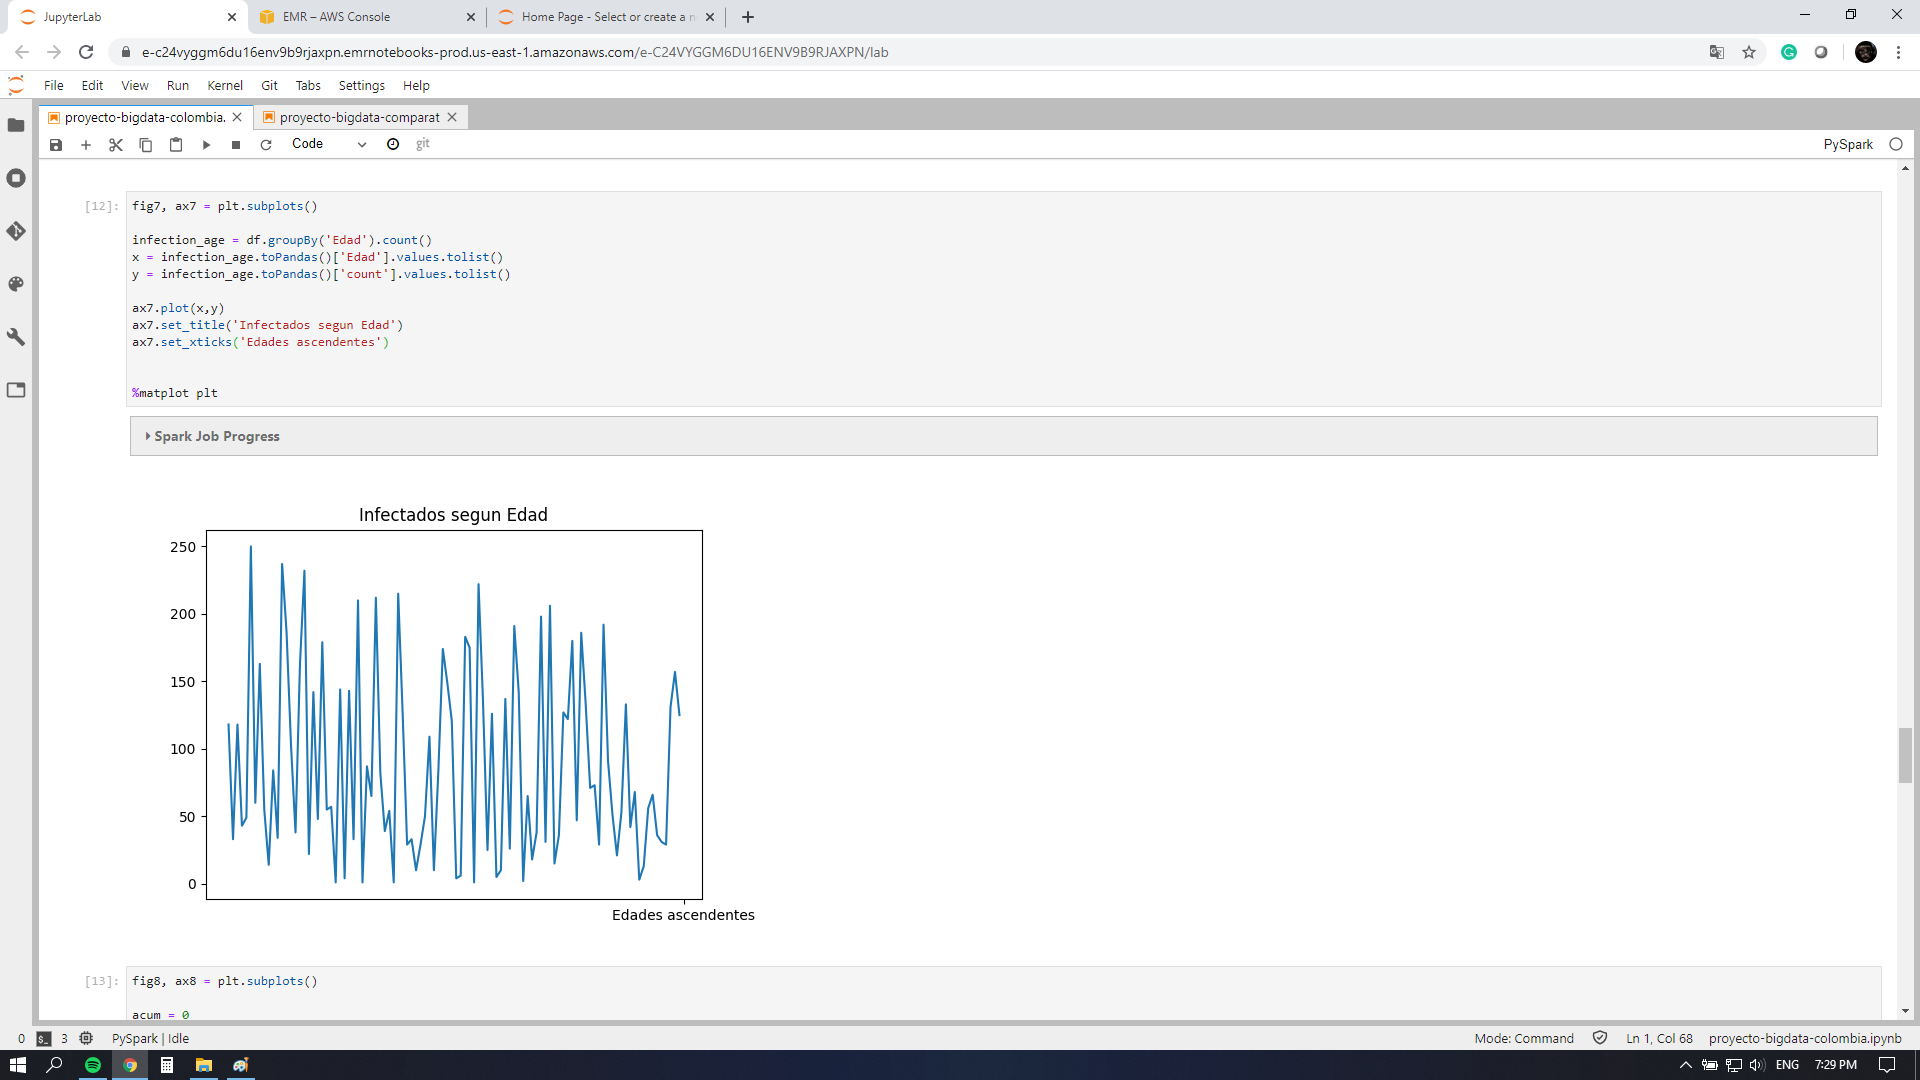 JupyterLab
EMR – AWS Console
Home Page - Select or create a n
e-c24vyggm6du16env9b9rjaxpn.emrnotebooks-prod.us-east-1.amazonaws.com/e-C24VYGGM6DU16ENV9B9RJAXPN/lab
File Edit View Run Kernel Git Tabs Settings Help
proyecto-bigdata-colombia.
proyecto-bigdata-comparat
Code
git
PySpark
[12]:
fig7, ax7 = plt.subplots()
infection_age = df.groupBy('Edad').count()
x = infection_age.toPandas()['Edad'].values.tolist()
y = infection_age.toPandas()['count'].values.tolist()
ax7.plot(x,y)
ax7.set_title('Infectados segun Edad')
ax7.set_xticks('Edades ascendentes')
%matplot plt
Spark Job Progress
Infectados segun Edad
250
200
150
100
50
0
Edades ascendentes
[13]:
fig8, ax8 = plt.subplots()
acum = 0
0
$_
3
PySpark | Idle
Mode: Command
Ln 1, Col 68
proyecto-bigdata-colombia.ipynb
ENG
7:29 PM